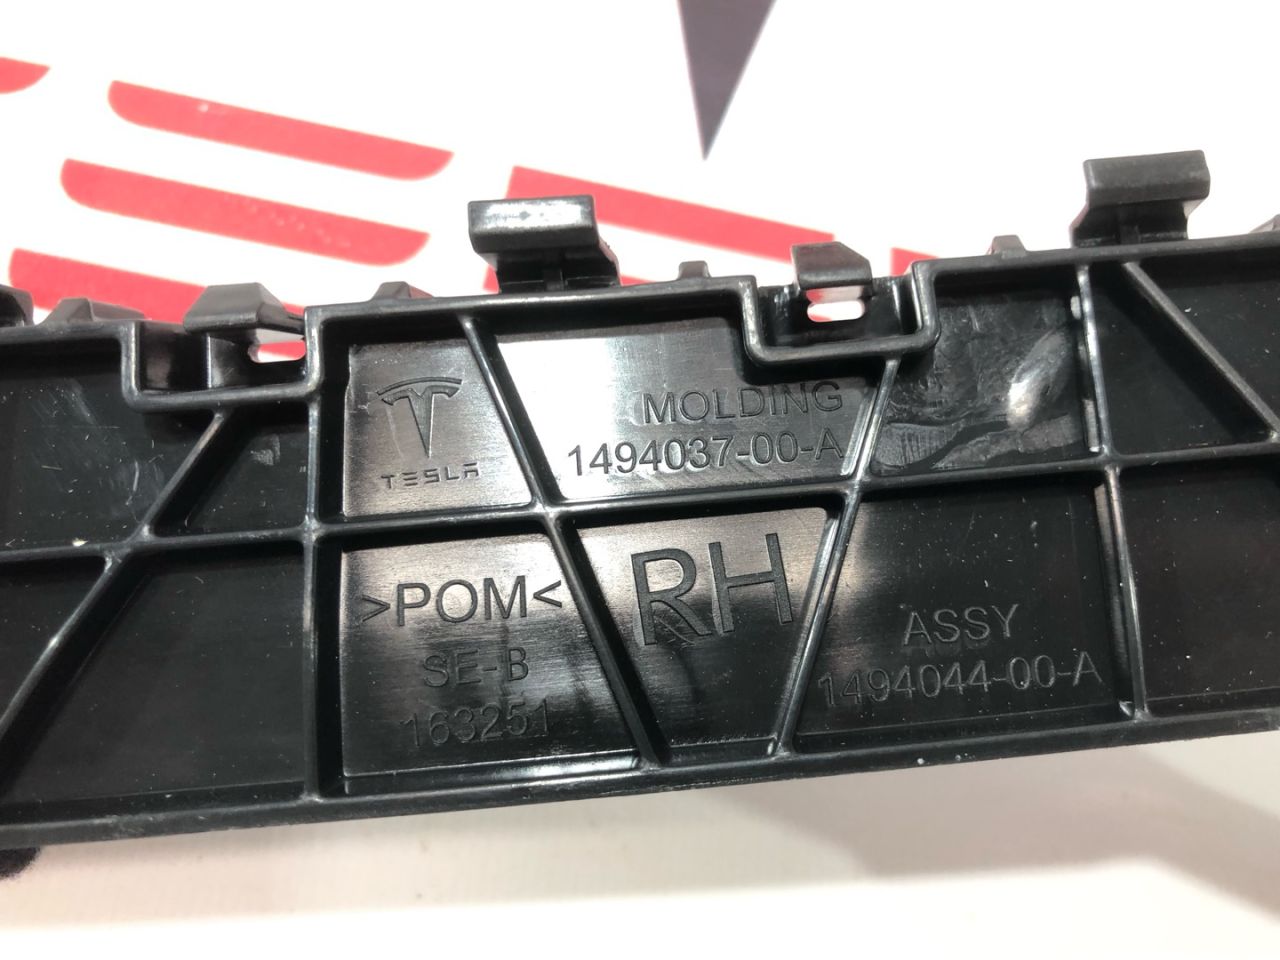 TESLA
MOLDING
1494037-00-A
>POM<
SE-B
163251
RH
ASSY
1494044-00-A